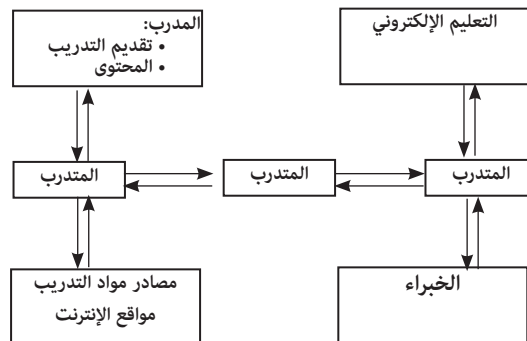 التعليم الإلكتروني
المدرب:
• تقديم التدريب
• المحتوى
المتدرب
المتدرب
المتدرب
الخبراء
مصادر مواد التدريب
مواقع الإنترنت